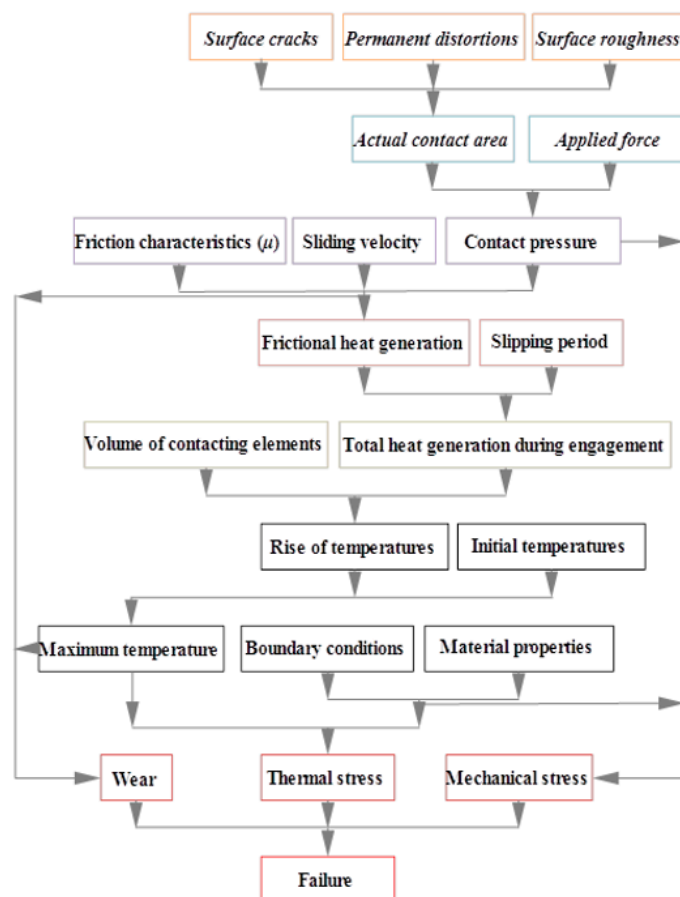 Surface cracks
Permanent distortions
Surface roughness
Actual contact area
Applied force
Friction characteristics (μ)
Sliding velocity
Contact pressure
Frictional heat generation
Slipping period
Volume of contacting elements
Total heat generation during engagement
Rise of temperatures
Initial temperatures
Maximum temperature
Boundary conditions
Material properties
Wear
Thermal stress
Mechanical stress
Failure